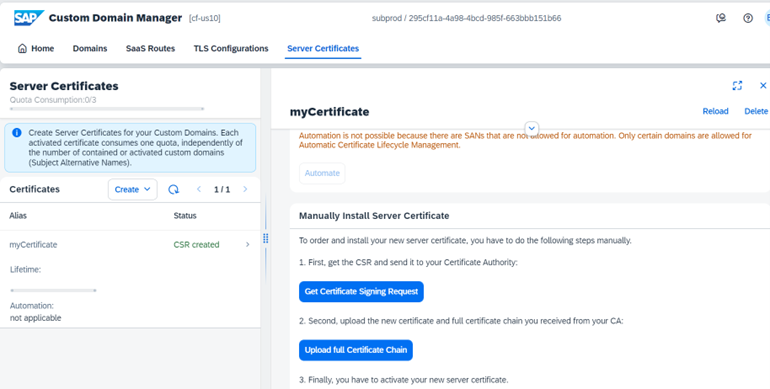 SAP Custom Domain Manager [cf-us10]
subprod / 295cf11a-4a98-4bcd-985f-663bbb151b66
Home Domains SaaS Routes TLS Configurations Server Certificates
Server Certificates
Quota Consumption:0/3
Create Server Certificates for your Custom Domains. Each
activated certificate consumes one quota, independently of
the number of contained or activated custom domains
(Subject Alternative Names).
Certificates Create 1 / 1
Alias Status
myCertificate CSR created
Lifetime:
Automation:
not applicable
myCertificate
Reload Delete
Automation is not possible because there are SANs that are not allowed for automation. Only certain domains are allowed for
Automatic Certificate Lifecycle Management.
Automate
Manually Install Server Certificate
To order and install your new server certificate, you have to do the following steps manually.
1. First, get the CSR and send it to your Certificate Authority:
Get Certificate Signing Request
2. Second, upload the new certificate and full certificate chain you received from your CA:
Upload full Certificate Chain
3. Finally, you have to activate your new server certificate.